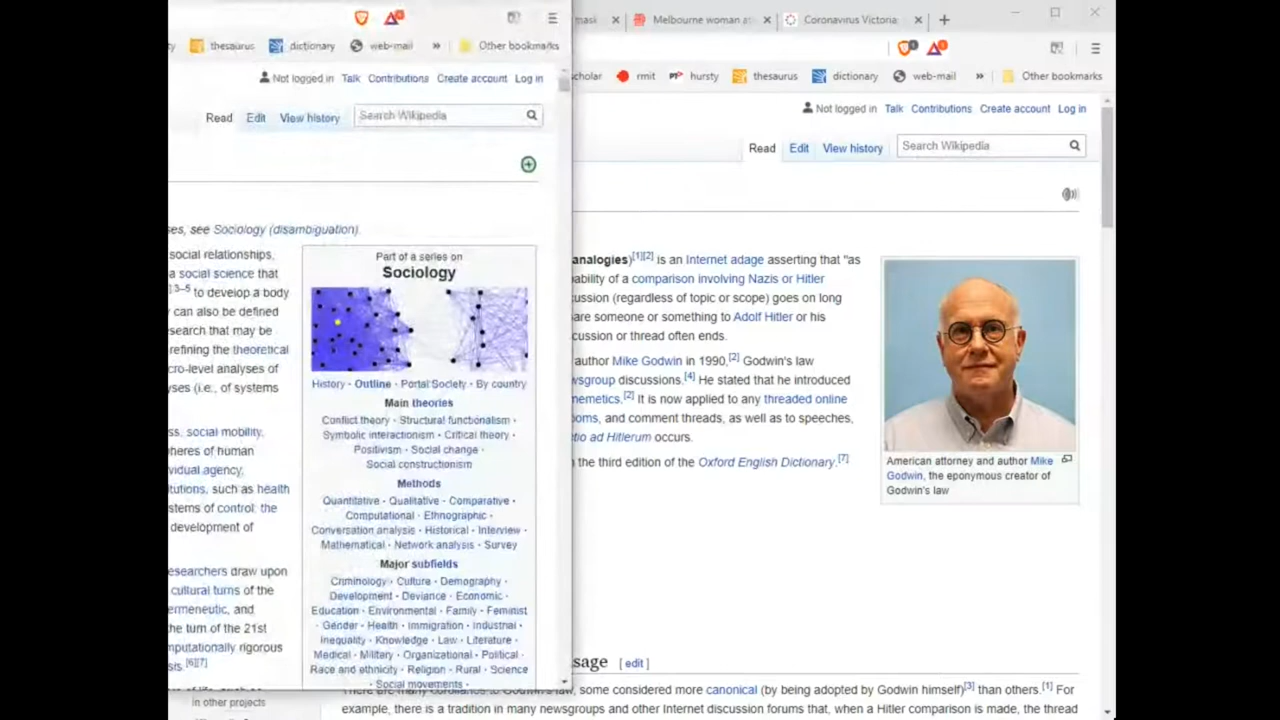 mask
Melbourne woman a
Coronavirus Victoria:
thesaurus
dictionary
web-mail
»
Other bookmarks
scholar
rmit
hursty
thesaurus
dictionary
web-mail
»
Other bookmarks
Not logged in Talk Contributions Create account Log in
Read Edit View history Search Wikipedia
ses, see Sociology (disambiguation).
social relationships,
a social science that
]3–5 to develop a body
can also be defined
search that may be
refining the theoretical
cro-level analyses of
yses (i.e., of systems
ss, social mobility,
heres of human
vidual agency,
itutions, such as health
stems of control: the
development of
esearchers draw upon
cultural turns of the
ermeneutic, and
the turn of the 21st
mputationally rigorous
sis.[6][7]
Part of a series on
Sociology
History · Outline · Portal:Society · By country
Main theories
Conflict theory · Structural functionalism ·
Symbolic interactionism · Critical theory ·
Positivism · Social change ·
Social constructionism
Methods
Quantitative · Qualitative · Comparative ·
Computational · Ethnographic ·
Conversation analysis · Historical · Interview ·
Mathematical · Network analysis · Survey
Major subfields
Criminology · Culture · Demography ·
Development · Deviance · Economic ·
Education · Environmental · Family · Feminist
· Gender · Health · Immigration · Industrial ·
Inequality · Knowledge · Law · Literature ·
Medical · Military · Organizational · Political ·
Race and ethnicity · Religion · Rural · Science
· Social movements ·
Not logged in Talk Contributions Create account Log in
Read Edit View history Search Wikipedia
analogies)[1][2] is an Internet adage asserting that "as
ability of a comparison involving Nazis or Hitler
cussion (regardless of topic or scope) goes on long
are someone or something to Adolf Hitler or his
cussion or thread often ends.
author Mike Godwin in 1990,[2] Godwin's law
wsgroup discussions.[4] He stated that he introduced
memetics.[2] It is now applied to any threaded online
oms, and comment threads, as well as to speeches,
tio ad Hitlerum occurs.
the third edition of the Oxford English Dictionary.[7]
American attorney and author Mike
Godwin, the eponymous creator of
Godwin's law
sage [ edit ]
In other projects
There are many corollaries to Godwin's law, some considered more canonical (by being adopted by Godwin himself)[3] than others.[1] For
example, there is a tradition in many newsgroups and other Internet discussion forums that, when a Hitler comparison is made, the thread